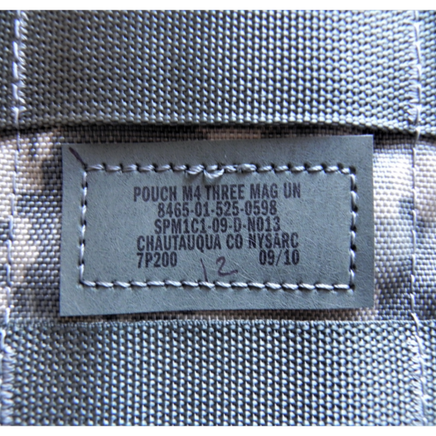 POUCH M4 THREE MAG UN
8465-01-525-0598
SPM1C1-09-D-N013
CHAUTAUQUA CO NYSARC
7P200 12 09/10